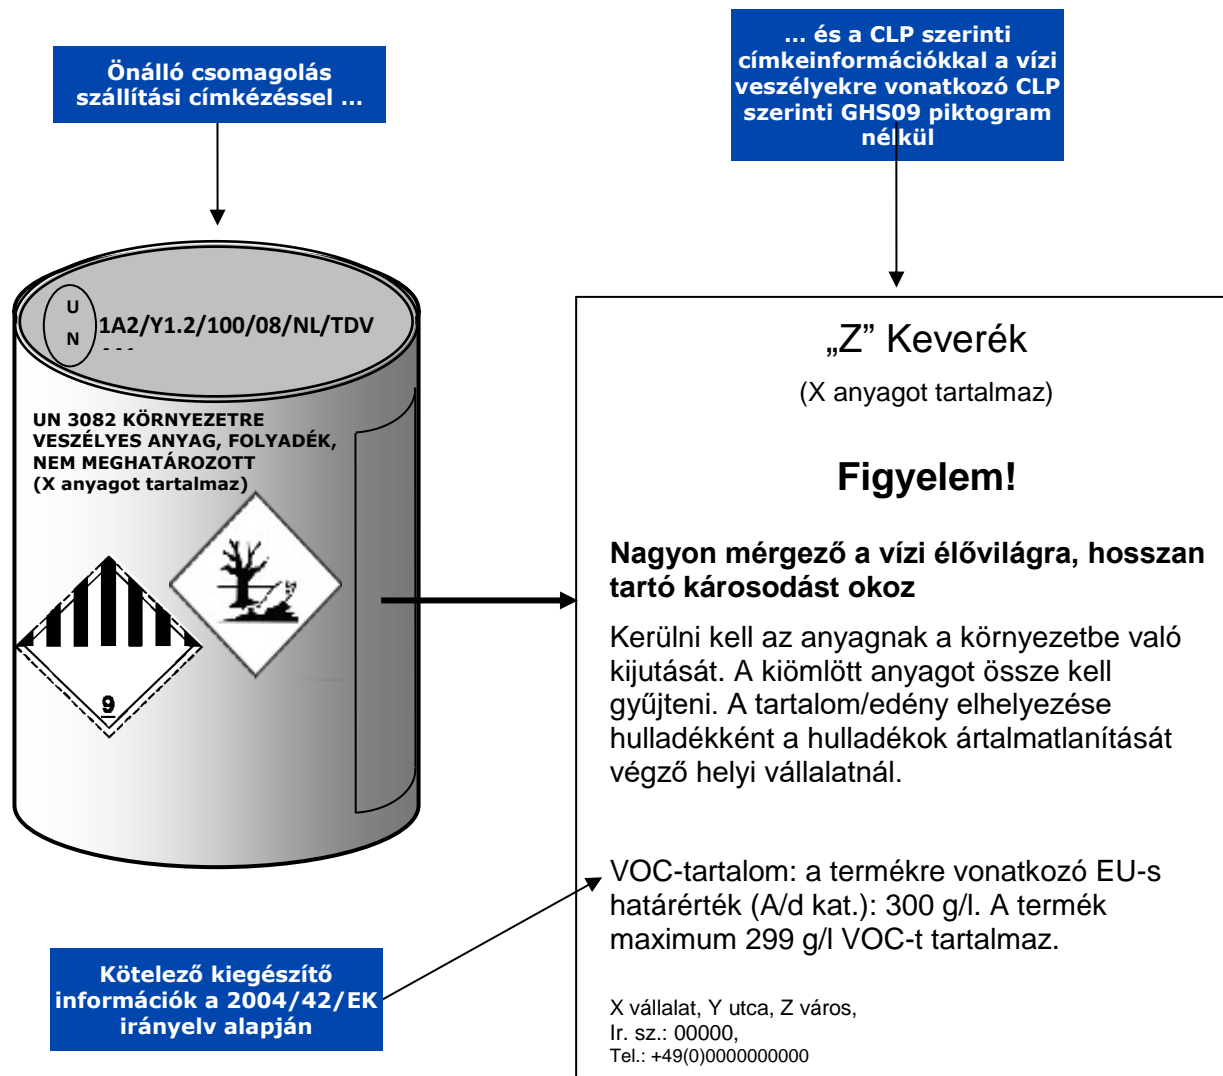 Önálló csomagolás
szállítási címkézéssel ...
... és a CLP szerinti
címkeinformációkkal a vízi
veszélyekre vonatkozó CLP
szerinti GHS09 piktogram
nélkül
U
N
1A2/Y1.2/100/08/NL/TDV
UN 3082 KÖRNYEZETRE
VESZÉLYES ANYAG, FOLYADÉK,
NEM MEGHATÁROZOTT
(X anyagot tartalmaz)
9
„Z” Keverék
(X anyagot tartalmaz)
Figyelem!
Nagyon mérgező a vízi élővilágra, hosszan
tartó károsodást okoz
Kerülni kell az anyagnak a környezetbe való
kijutását. A kiömlött anyagot össze kell
gyűjteni. A tartalom/edény elhelyezése
hulladékként a hulladékok ártalmatlanítását
végző helyi vállalatnál.
VOC-tartalom: a termékre vonatkozó EU-s
határérték (A/d kat.): 300 g/l. A termék
maximum 299 g/l VOC-t tartalmaz.
X vállalat, Y utca, Z város,
Ir. sz.: 00000,
Tel.: +49(0)0000000000
Kötelező kiegészítő
információk a 2004/42/EK
irányelv alapján